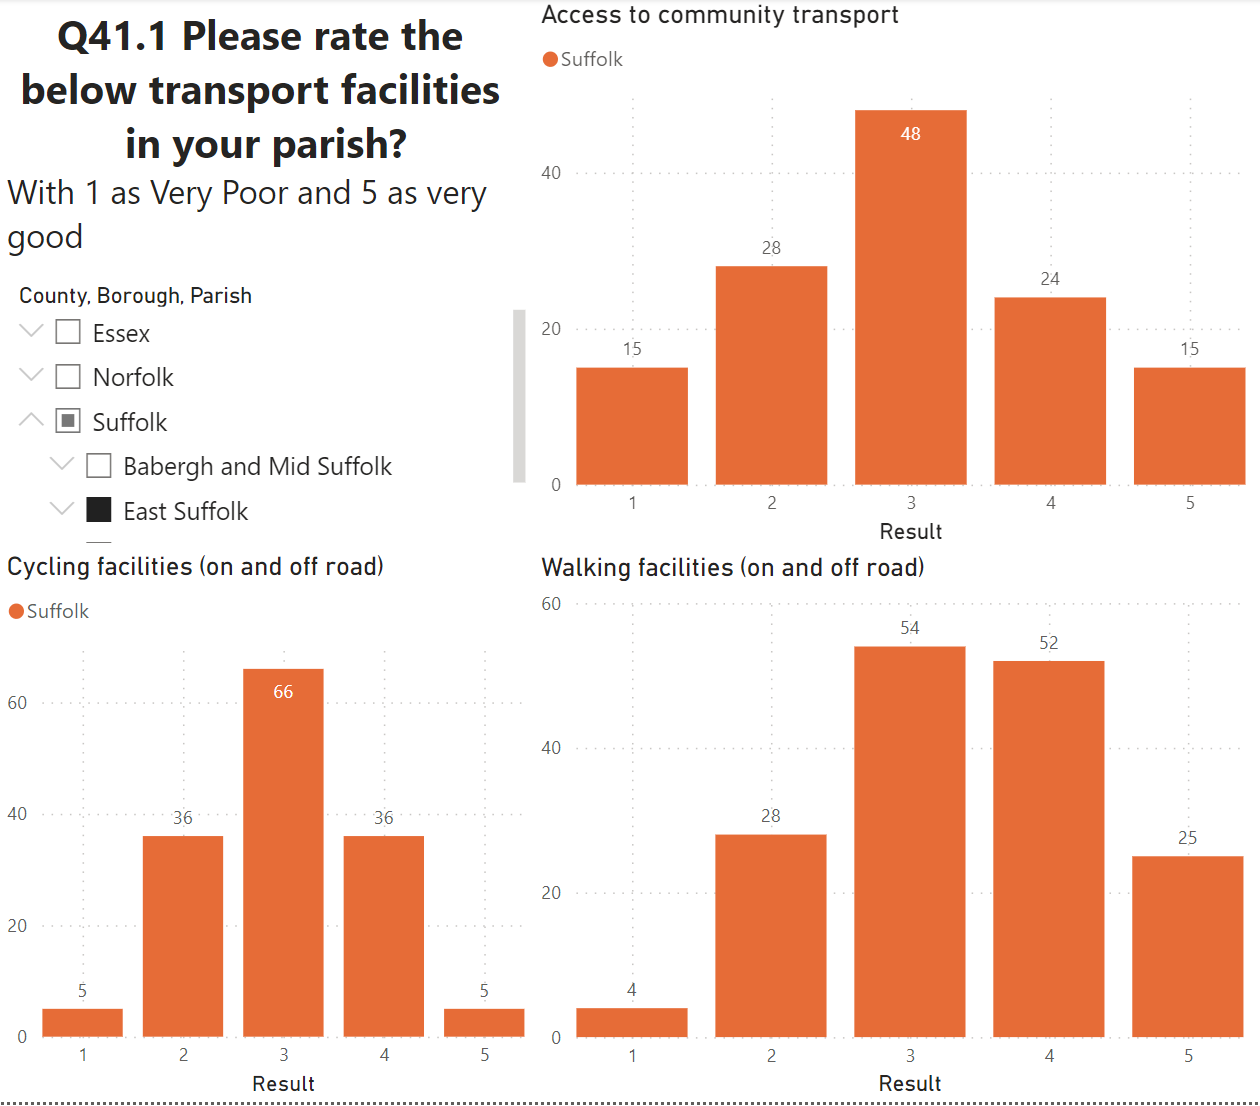 Q41.1 Please rate the
below transport facilities
in your parish?
With 1 as Very Poor and 5 as very
good
County, Borough, Parish
Essex
Norfolk
Suffolk
Babergh and Mid Suffolk
East Suffolk
Access to community transport
Suffolk
40
20
0
15
28
48
24
15
1 2 3 4 5
Result
Cycling facilities (on and off road)
Suffolk
60
40
20
0
5
36
66
36
5
1 2 3 4 5
Result
Walking facilities (on and off road)
60
40
20
0
4
28
54
52
25
1 2 3 4 5
Result